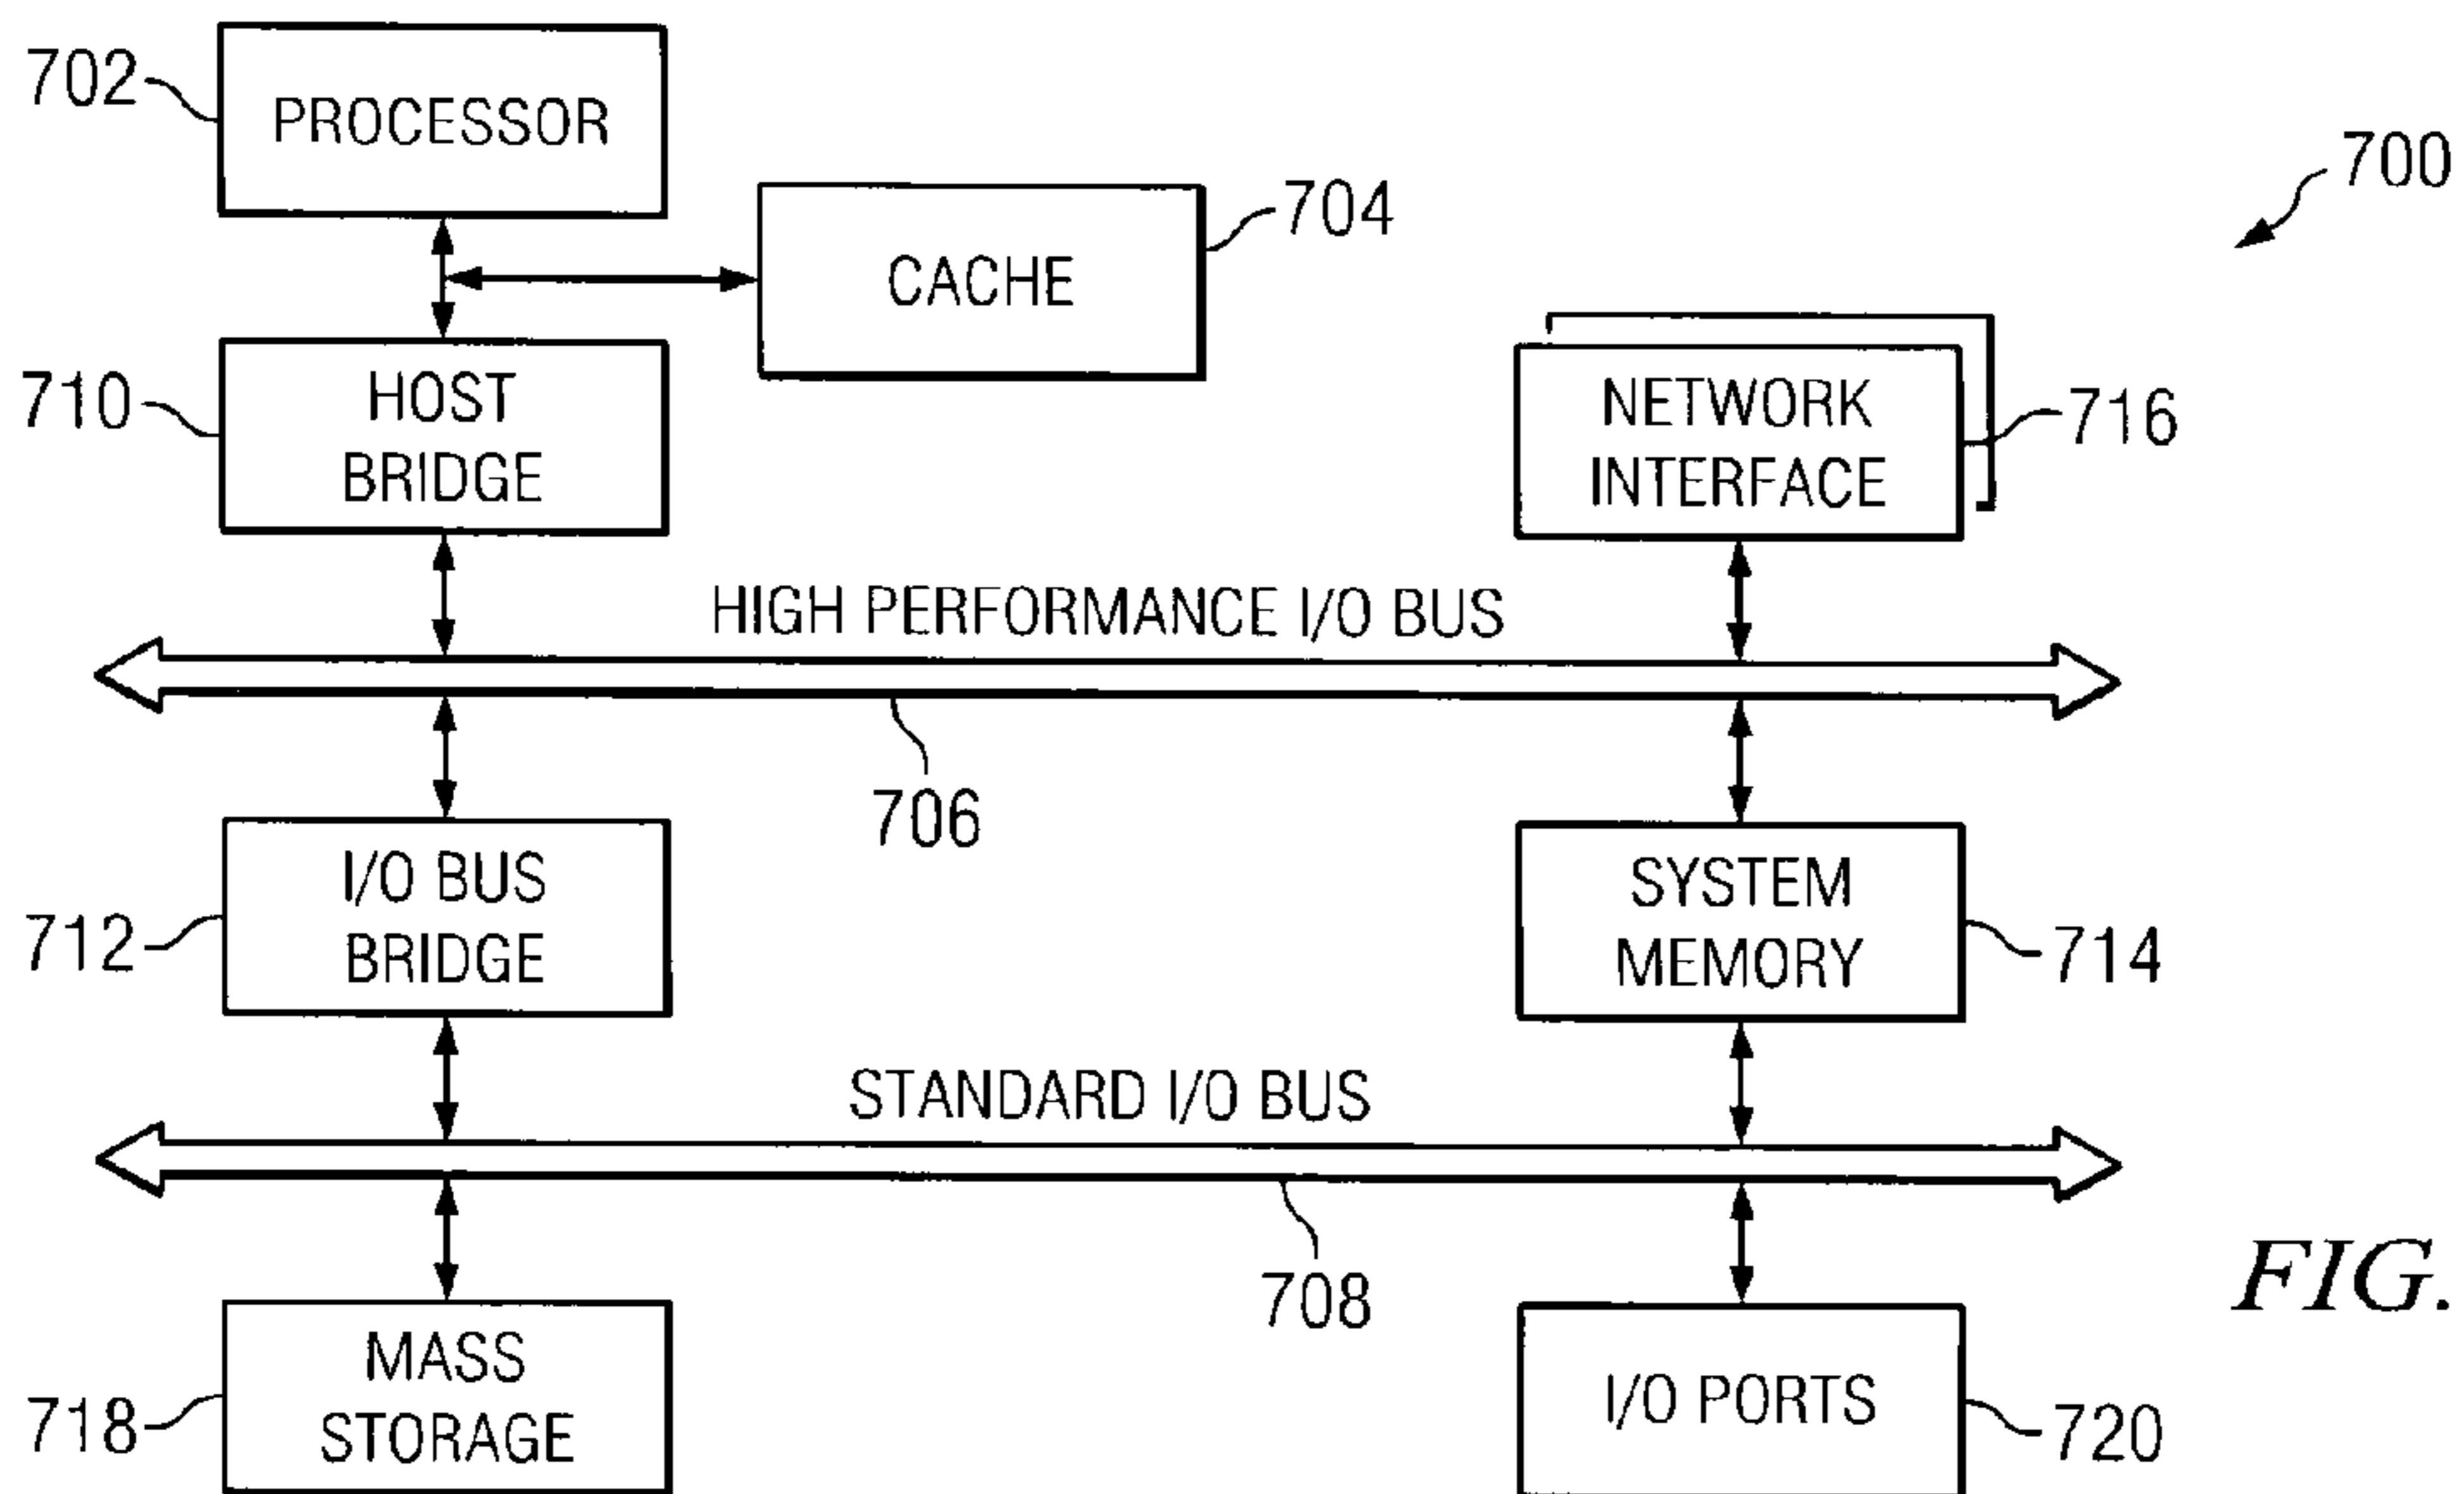 702
PROCESSOR
700
704
CACHE
710
HOST
BRIDGE
NETWORK
INTERFACE
716
HIGH PERFORMANCE I/O BUS
706
712
I/O BUS
BRIDGE
SYSTEM
MEMORY
714
STANDARD I/O BUS
708
FIG.
718
MASS
STORAGE
I/O PORTS
720